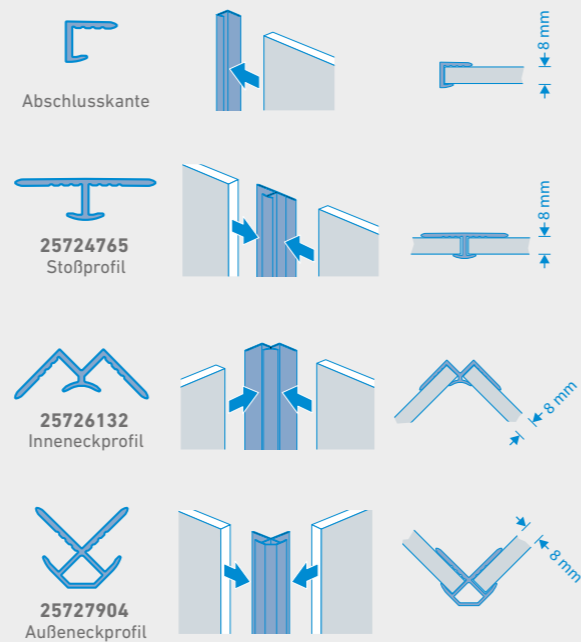 Abschlusskante
8 mm
25724765
Stoßprofil
8 mm
25726132
Inneneckprofil
8 mm
25727904
Außeneckprofil
8 mm